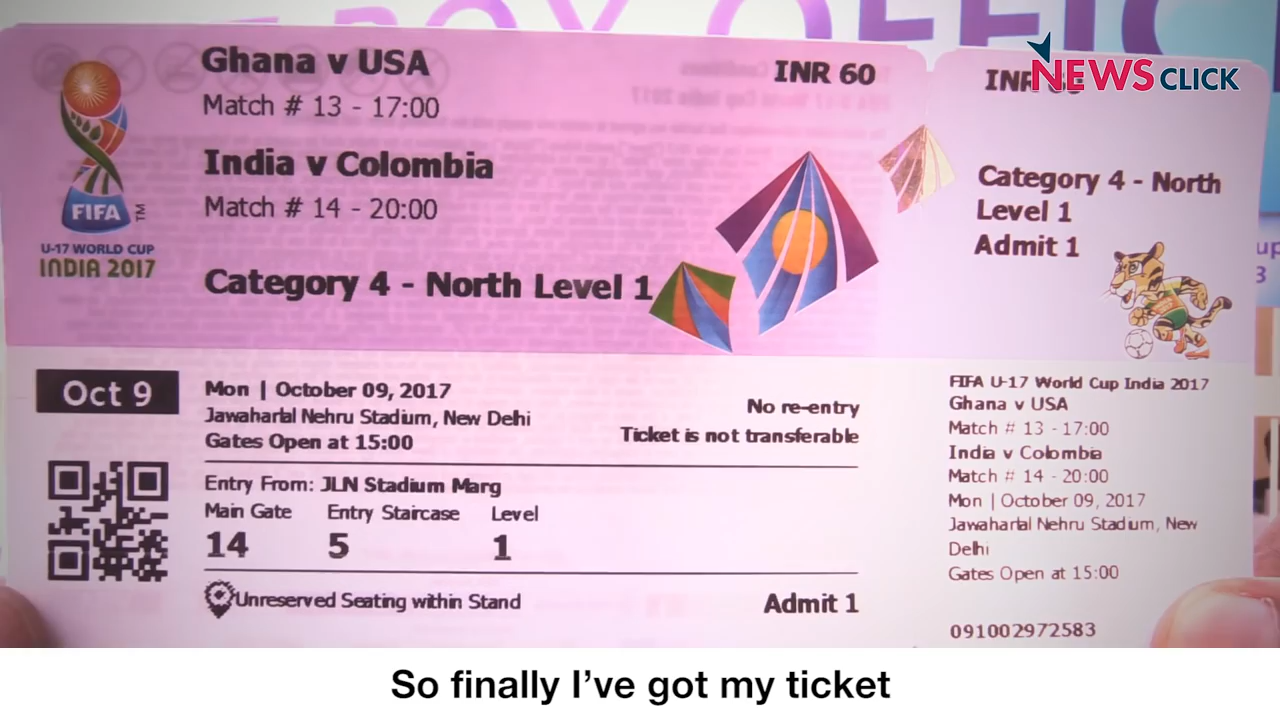 BOX OFFIC
NEWSCLICK
Ghana v USA
Match # 13 - 17:00
INR 60
India v Colombia
Match # 14 - 20:00
Category 4 - North Level 1
FIFA TM
U-17 WORLD CUP
INDIA 2017
INR
Category 4 - North
Level 1
Admit 1
Oct 9
Mon | October 09, 2017
Jawaharlal Nehru Stadium, New Delhi
Gates Open at 15:00
No re-entry
Ticket is not transferable
Entry From: JLN Stadium Marg
Main Gate Entry Staircase Level
14 5 1
Unreserved Seating within Stand
Admit 1
FIFA U-17 World Cup India 2017
Ghana v USA
Match # 13 - 17:00
India v Colombia
Match # 14 - 20:00
Mon | October 09, 2017
Jawaharlal Nehru Stadium, New
Delhi
Gates Open at 15:00
091002972583
So finally I've got my ticket